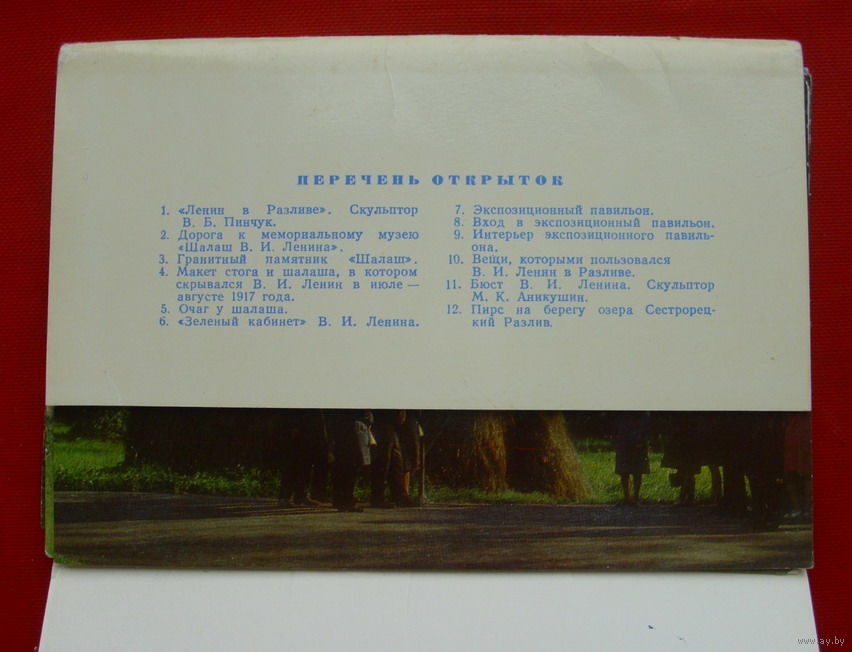 ПЕРЕЧЕНЬ ОТКРЫТОК
1. «Ленин в Разливе». Скульптор
В. Б. Пинчук.
2. Дорога к мемориальному музею
«Шалаш В. И. Ленина».
3. Гранитный памятник «Шалаш».
4. Макет стога и шалаша, в котором
скрывался В. И. Ленин в июле —
августе 1917 года.
5. Очаг у шалаша.
6. «Зеленый кабинет» В. И. Ленина.
7. Экспозиционный павильон.
8. Вход в экспозиционный павильон.
9. Интерьер экспозиционного павиль-
она.
10. Вещи, которыми пользовался
В. И. Ленин в Разливе.
11. Бюст В. И. Ленина. Скульптор
М. К. Аникушин.
12. Пирс на берегу озера Сестрорец-
кий Разлив.
www.ay.by